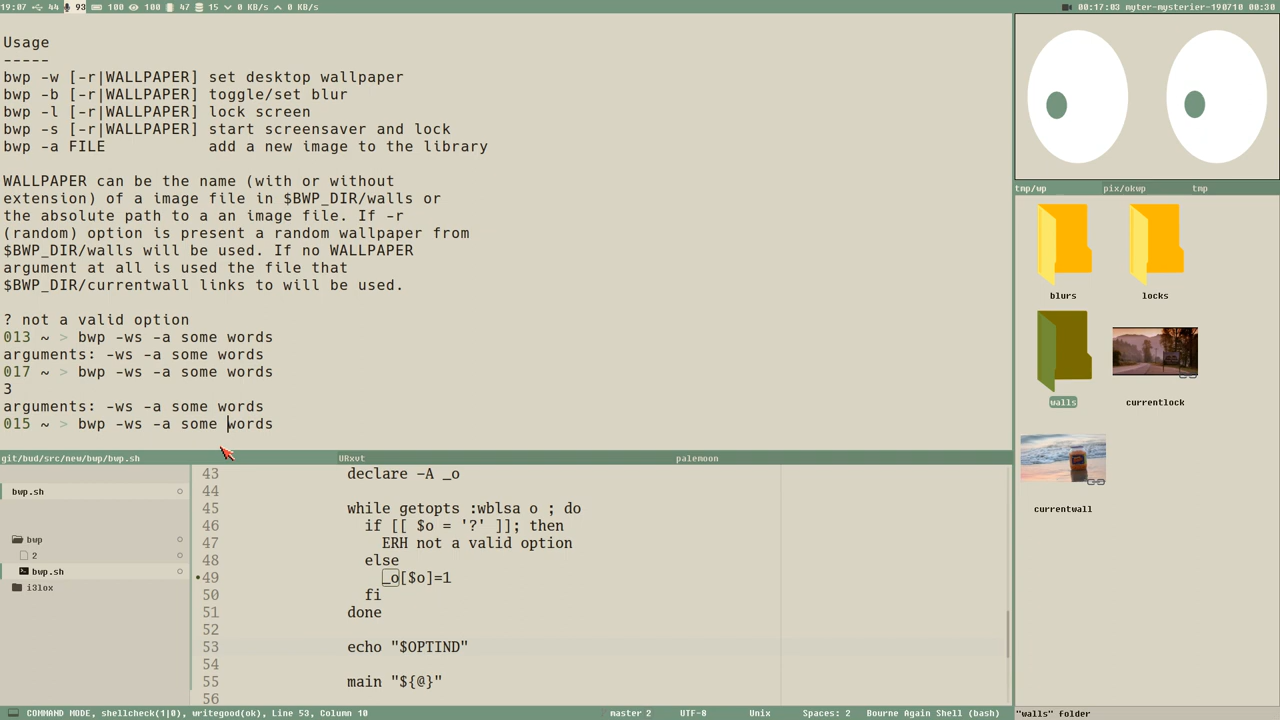 19:07 44 93 100 100 47 15 0 KB/s 0 KB/s
00:17:03 myter-mysterier-190710 00:30
Usage
-----
bwp -w [-r|WALLPAPER] set desktop wallpaper
bwp -b [-r|WALLPAPER] toggle/set blur
bwp -l [-r|WALLPAPER] lock screen
bwp -s [-r|WALLPAPER] start screensaver and lock
bwp -a FILE           add a new image to the library
WALLPAPER can be the name (with or without
extension) of a image file in $BWP_DIR/walls or
the absolute path to a an image file. If -r
(random) option is present a random wallpaper from
$BWP_DIR/walls will be used. If no WALLPAPER
argument at all is used the file that
$BWP_DIR/currentwall links to will be used.
? not a valid option
013 ~ > bwp -ws -a some words
arguments: -ws -a some words
017 ~ > bwp -ws -a some words
3
arguments: -ws -a some words
015 ~ > bwp -ws -a some words
git/bud/src/new/bwp/bwp.sh URxvt palemoon
bwp.sh
bwp
2
bwp.sh
i3lox
43 declare -A _o
44
45 while getopts :wblsa o ; do
46   if [[ $o = '?' ]]; then
47     ERH not a valid option
48   else
49     _o[$o]=1
50   fi
51 done
52
53 echo "$OPTIND"
54
55 main "${@}"
56
COMMAND MODE, shellcheck(1|0), writegood(ok), Line 53, Column 10 master 2 UTF-8 Unix Spaces: 2 Bourne Again Shell (bash)
tmp/wp pix/okwp tmp
blurs locks
walls currentlock
currentwall
"walls" folder